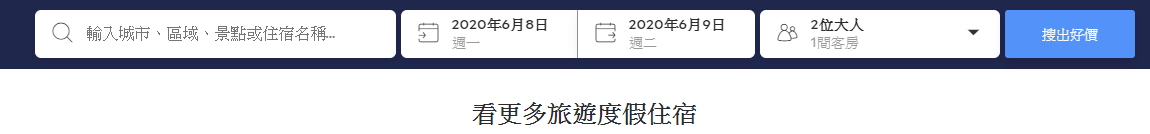 輸入城市、區域、景點或住宿名稱...
2020年6月8日
週一
2020年6月9日
週二
2位大人
1間客房
搜出好價
看更多旅遊度假住宿